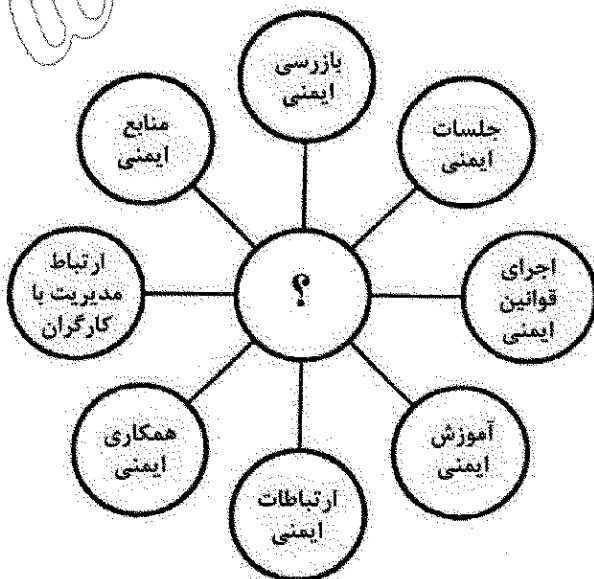 بازرسی
ایمنی
جلسات
ایمنی
اجرای
قوانین
ایمنی
آموزش
ایمنی
ارتباطات
ایمنی
همکاری
ایمنی
ارتباط
مدیریت با
کارگران
منابع
ایمنی
؟